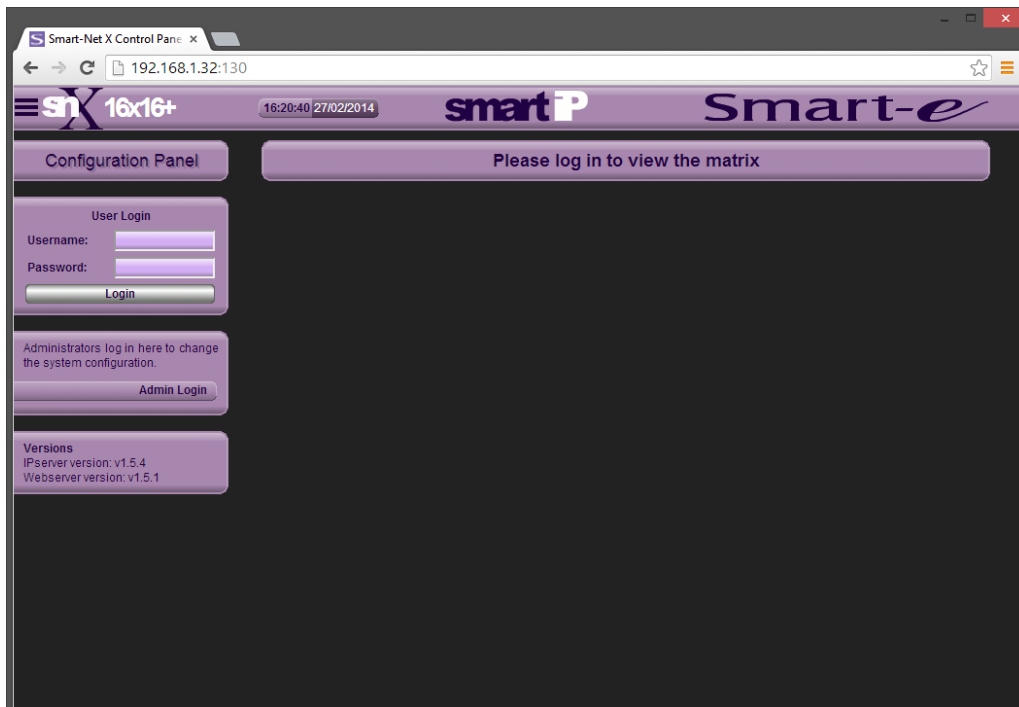 Smart-Net X Control Pane
192.168.1.32:130
snX 16x16+
16:20:40 27/02/2014
smart iP
Smart-e
Configuration Panel
Please log in to view the matrix
User Login
Username:
Password:
Login
Administrators log in here to change
the system configuration.
Admin Login
Versions
IPserver version: v1.5.4
Webserver version: v1.5.1